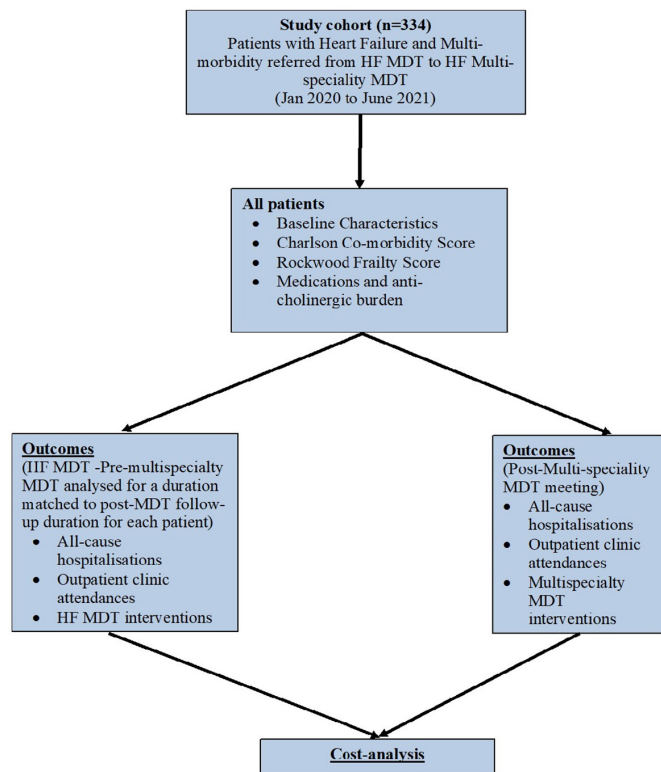 Study cohort (n=334)
Patients with Heart Failure and Multi-
morbidity referred from HF MDT to HF Multi-
speciality MDT
(Jan 2020 to June 2021)
All patients
• Baseline Characteristics
• Charlson Co-morbidity Score
• Rockwood Frailty Score
• Medications and anti-
cholinergic burden
Outcomes
(IIF MDT -Pre-multispecialty
MDT analysed for a duration
matched to post-MDT follow-
up duration for each patient)
• All-cause
hospitalisations
• Outpatient clinic
attendances
• HF MDT interventions
Outcomes
(Post-Multi-speciality
MDT meeting)
• All-cause
hospitalisations
• Outpatient clinic
attendances
• Multispecialty
MDT
interventions
Cost-analysis